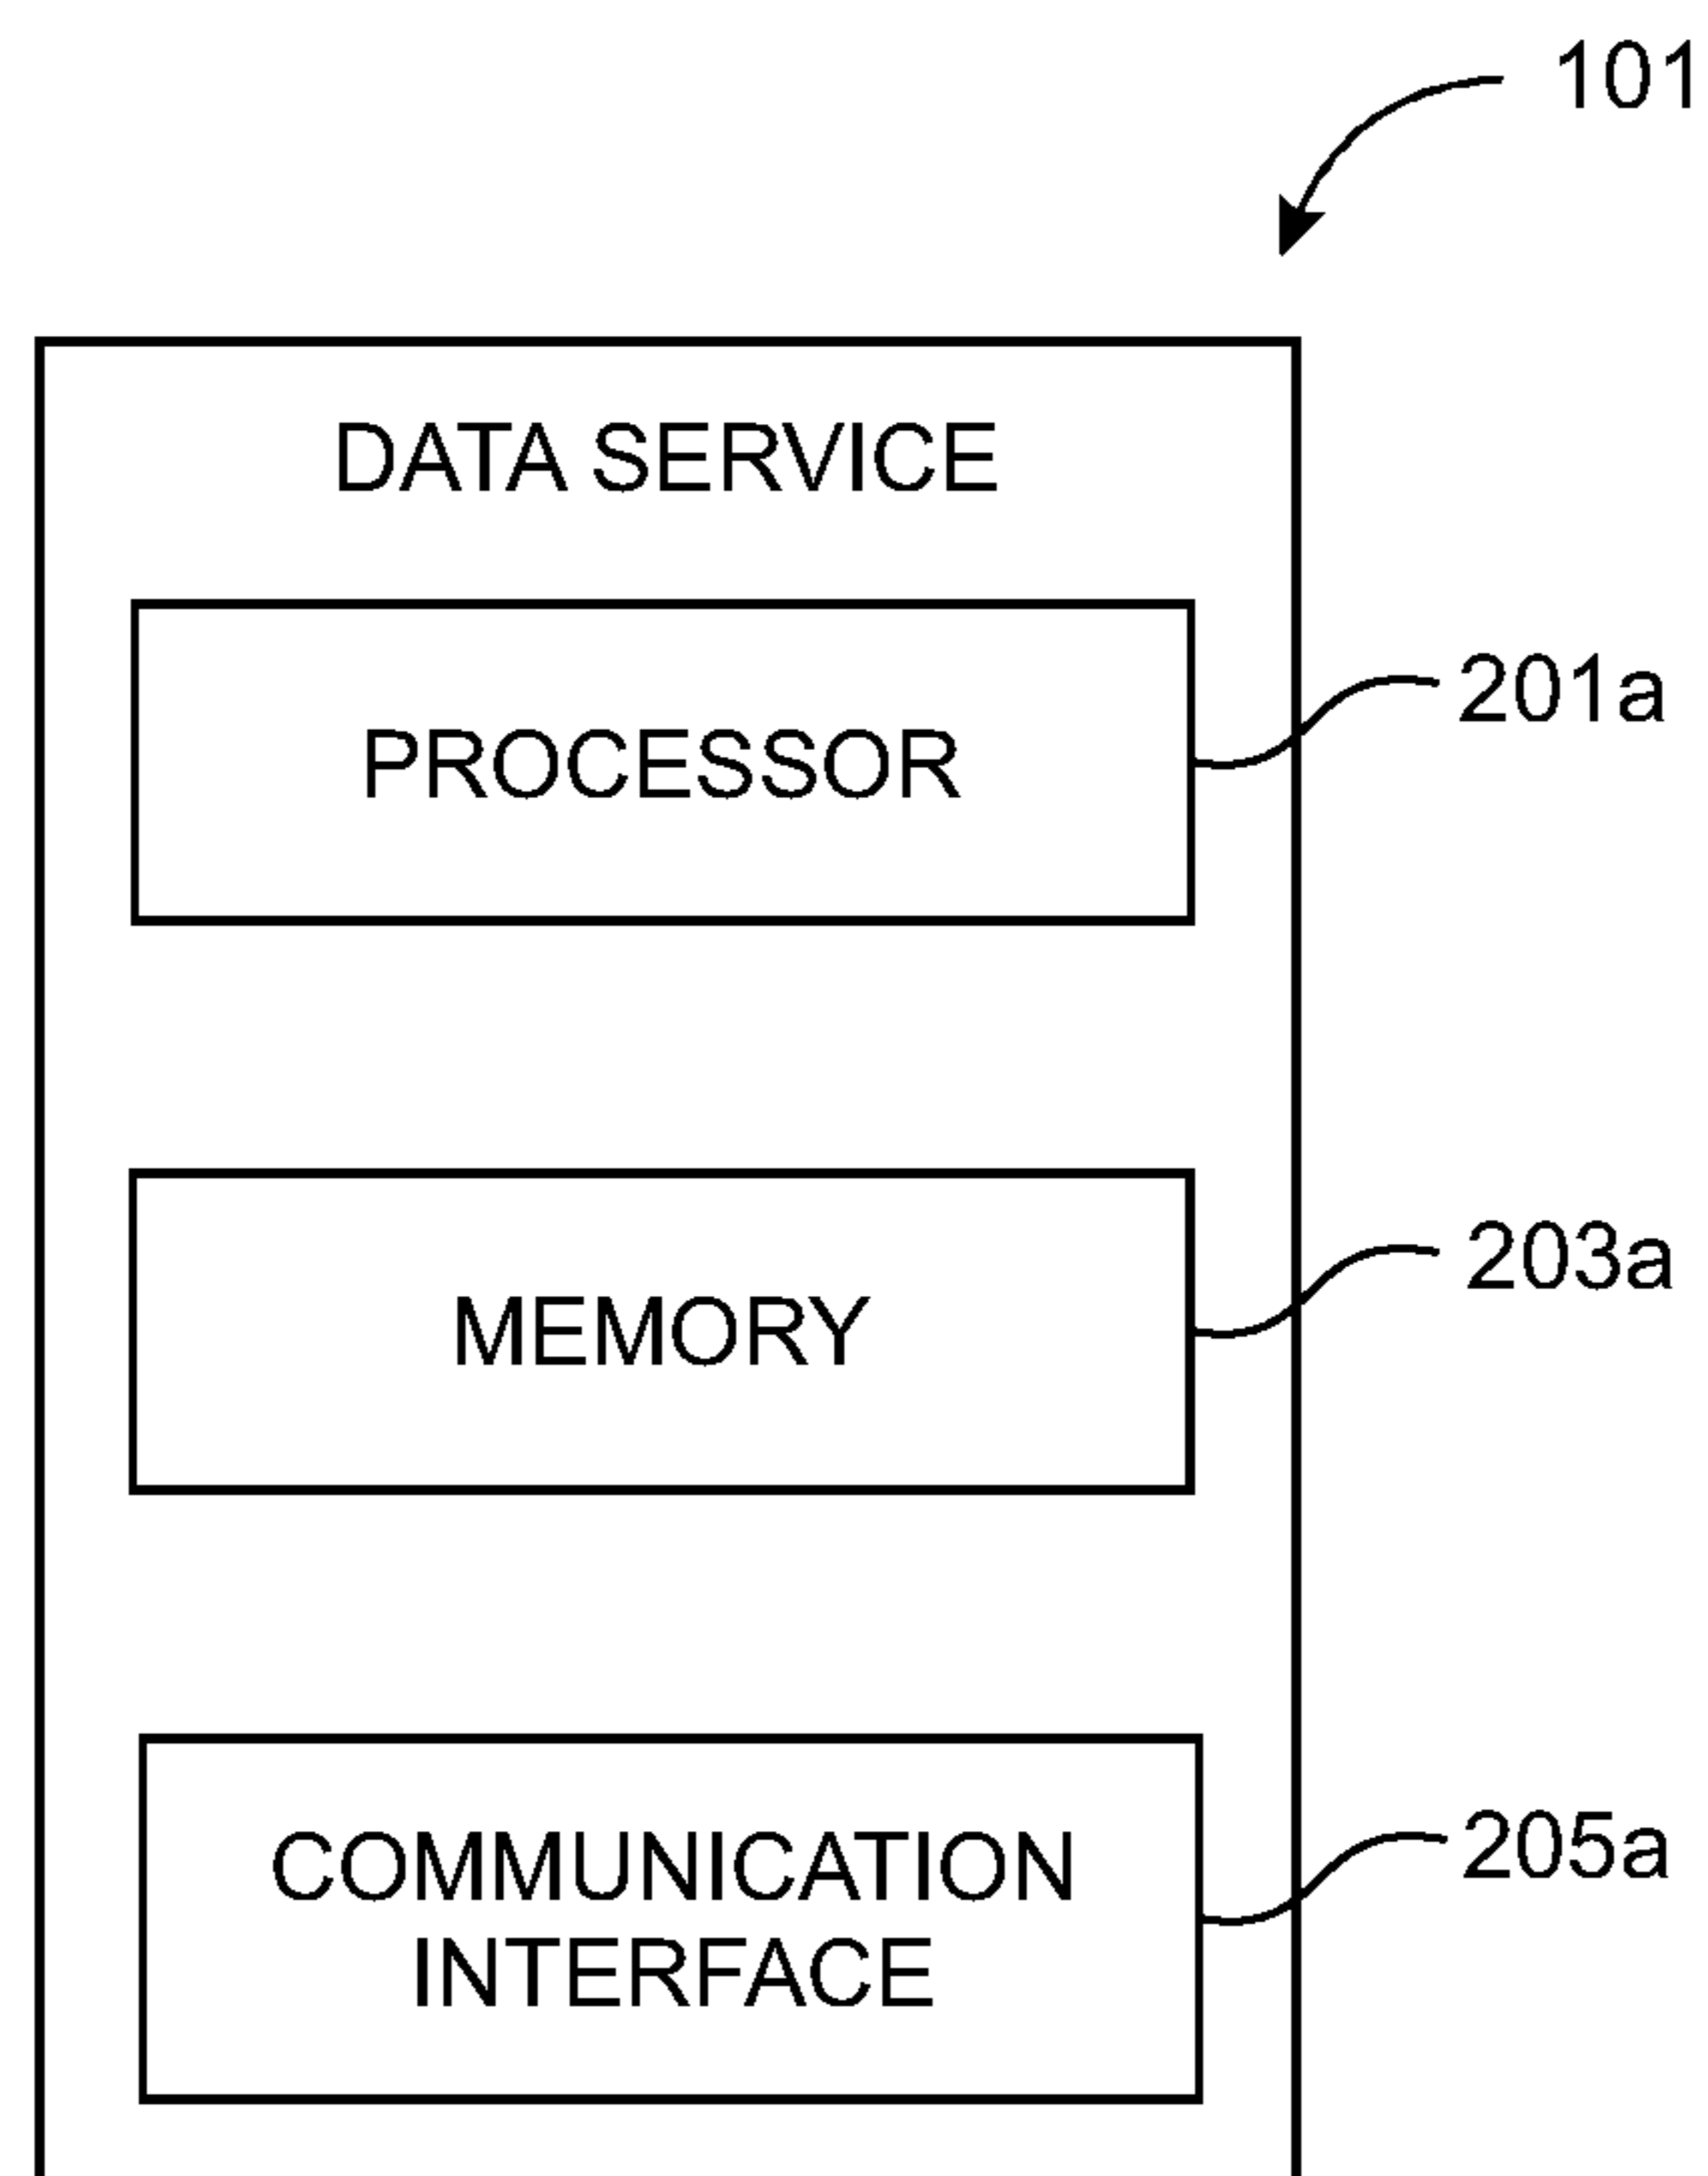 101
DATA SERVICE
PROCESSOR
201a
MEMORY
203a
COMMUNICATION
INTERFACE
205a